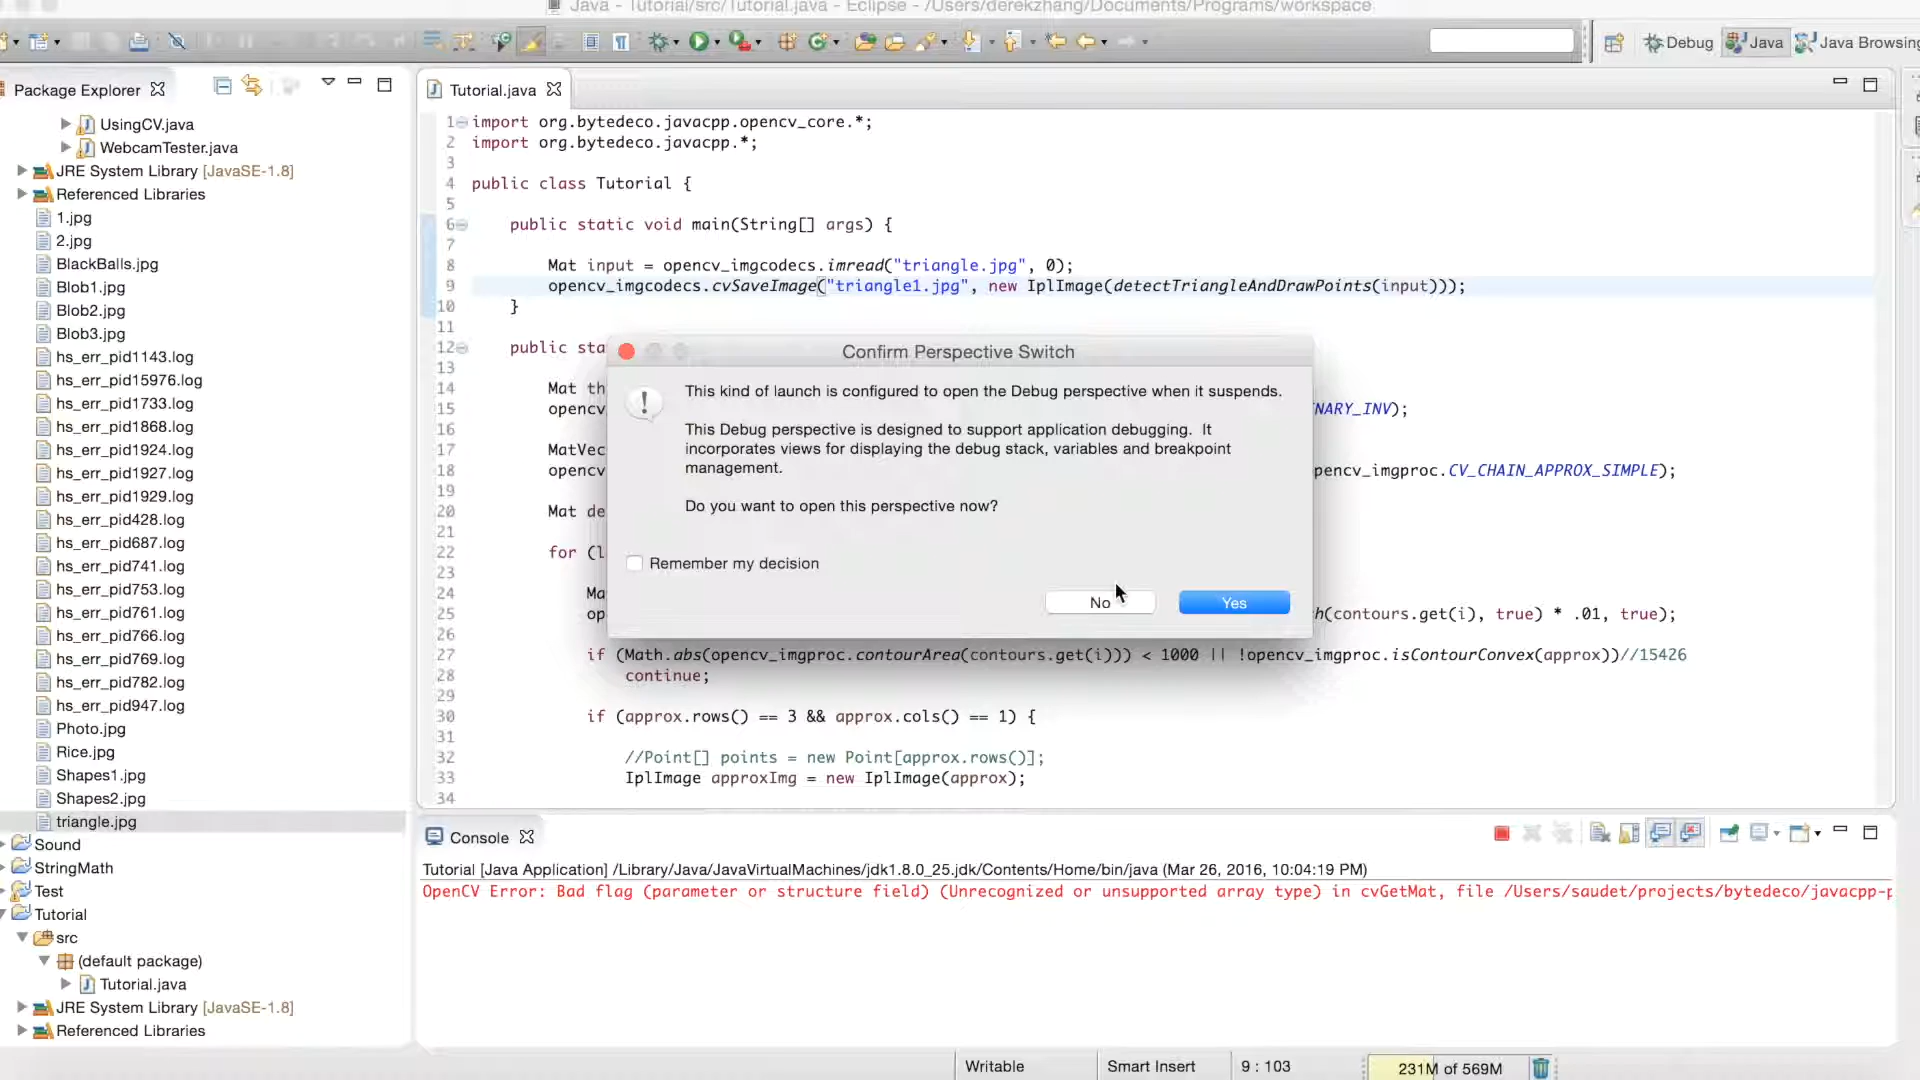 Java - Tutorial/src/Tutorial.java - Eclipse - /Users/derekzhang/Documents/Programs/workspace
Debug
Java
Java Browsing
Package Explorer
UsingCV.java
WebcamTester.java
JRE System Library [JavaSE-1.8]
Referenced Libraries
1.jpg
2.jpg
BlackBalls.jpg
Blob1.jpg
Blob2.jpg
Blob3.jpg
hs_err_pid1143.log
hs_err_pid15976.log
hs_err_pid1733.log
hs_err_pid1868.log
hs_err_pid1924.log
hs_err_pid1927.log
hs_err_pid1929.log
hs_err_pid428.log
hs_err_pid687.log
hs_err_pid741.log
hs_err_pid753.log
hs_err_pid761.log
hs_err_pid766.log
hs_err_pid769.log
hs_err_pid782.log
hs_err_pid947.log
Photo.jpg
Rice.jpg
Shapes1.jpg
Shapes2.jpg
triangle.jpg
Sound
StringMath
Test
Tutorial
src
(default package)
Tutorial.java
JRE System Library [JavaSE-1.8]
Referenced Libraries
Tutorial.java
1 import org.bytedeco.javacpp.opencv_core.*;
2 import org.bytedeco.javacpp.*;
3
4 public class Tutorial {
5
6 public static void main(String[] args) {
7
8 Mat input = opencv_imgcodecs.imread("triangle.jpg", 0);
9 opencv_imgcodecs.cvSaveImage("triangle1.jpg", new IplImage(detectTriangleAndDrawPoints(input)));
10 }
11
12 public sta
13
14 Mat th
15 opencv NARY_INV);
16
17 MatVec
18 opencv pencv_imgproc.CV_CHAIN_APPROX_SIMPLE);
19
20 Mat de
21
22 for (l
23
24 Ma
25 op h(contours.get(i), true) * .01, true);
26
27 if (Math.abs(opencv_imgproc.contourArea(contours.get(i))) < 1000 || !opencv_imgproc.isContourConvex(approx))//15426
28 continue;
29
30 if (approx.rows() == 3 && approx.cols() == 1) {
31
32 //Point[] points = new Point[approx.rows()];
33 IplImage approxImg = new IplImage(approx);
34
Confirm Perspective Switch
This kind of launch is configured to open the Debug perspective when it suspends.
This Debug perspective is designed to support application debugging. It
incorporates views for displaying the debug stack, variables and breakpoint
management.
Do you want to open this perspective now?
Remember my decision
No
Yes
Console
Tutorial [Java Application] /Library/Java/JavaVirtualMachines/jdk1.8.0_25.jdk/Contents/Home/bin/java (Mar 26, 2016, 10:04:19 PM)
OpenCV Error: Bad flag (parameter or structure field) (Unrecognized or unsupported array type) in cvGetMat, file /Users/saudet/projects/bytedeco/javacpp-p
Writable
Smart Insert
9 : 103
231M of 569M